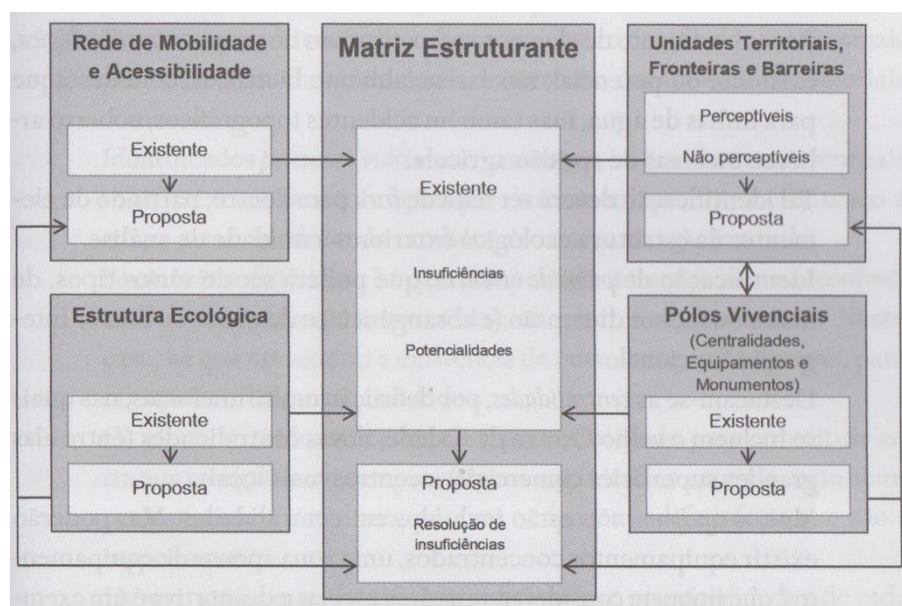 Rede de Mobilidade
e Acessibilidade
Existente
Proposta
Estrutura Ecológica
Existente
Proposta
Matriz Estruturante
Existente
Insuficiências
Potencialidades
Proposta
Resolução de
insuficiências
Unidades Territoriais,
Fronteiras e Barreiras
Perceptíveis
Não perceptíveis
Proposta
Pólos Vivenciais
(Centralidades,
Equipamentos e
Monumentos)
Existente
Proposta